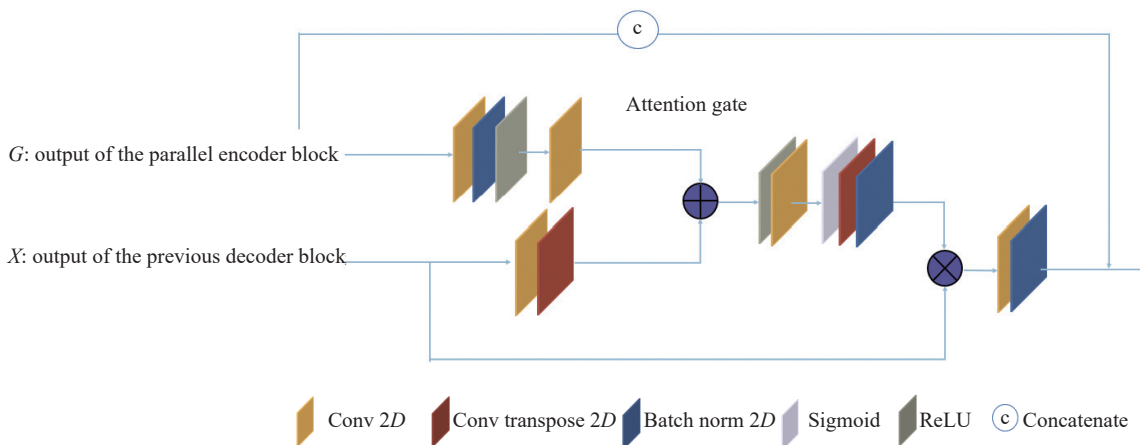 c
Attention gate
G: output of the parallel encoder block
X: output of the previous decoder block
Conv 2D Conv transpose 2D Batch norm 2D Sigmoid ReLU c Concatenate